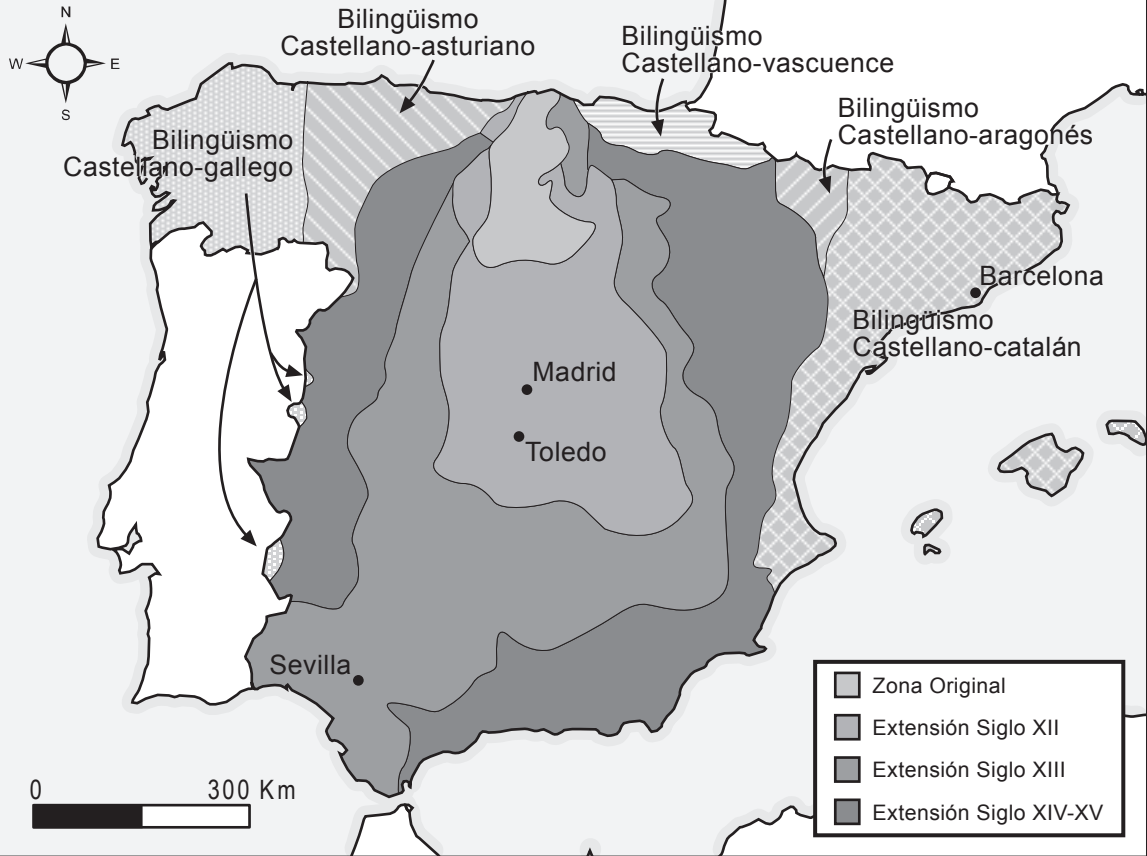 N
W E
S
Bilingüismo
Castellano-asturiano
Bilingüismo
Castellano-vascuence
Bilingüismo
Castellano-aragonés
Bilingüismo
Castellano-gallego
Barcelona
Bilingüismo
Castellano-catalán
Madrid
Toledo
Sevilla
0 300 Km
Zona Original
Extensión Siglo XII
Extensión Siglo XIII
Extensión Siglo XIV-XV